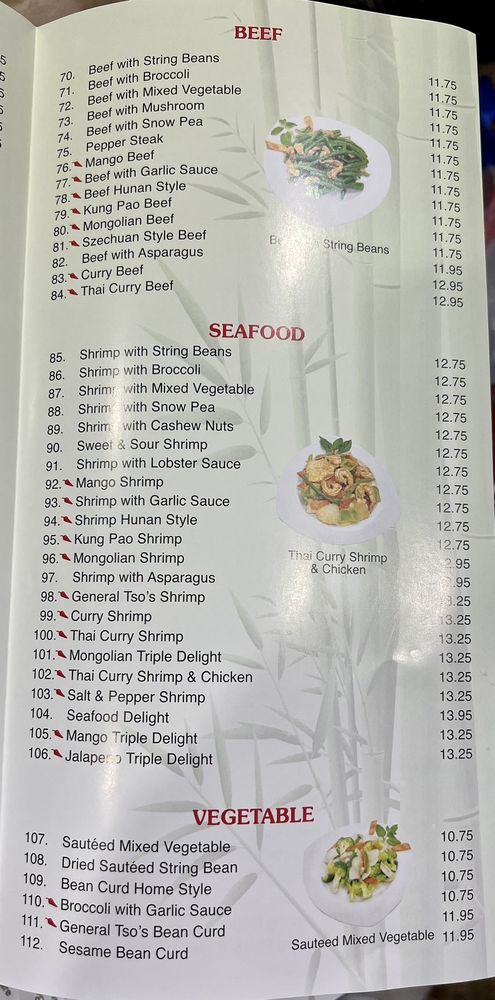 BEEF
70. Beef with String Beans 11.75
71. Beef with Broccoli 11.75
72. Beef with Mixed Vegetable 11.75
73. Beef with Mushroom 11.75
74. Beef with Snow Pea 11.75
75. Pepper Steak 11.75
76. Mango Beef 11.75
77. Beef with Garlic Sauce 11.75
78. Beef Hunan Style 11.75
79. Kung Pao Beef 11.75
80. Mongolian Beef 11.75
81. Szechuan Style Beef 11.75
82. Beef with Asparagus 11.95
83. Curry Beef 12.95
84. Thai Curry Beef 12.95
Beef with String Beans
SEAFOOD
85. Shrimp with String Beans 12.75
86. Shrimp with Broccoli 12.75
87. Shrimp with Mixed Vegetable 12.75
88. Shrimp with Snow Pea 12.75
89. Shrimp with Cashew Nuts 12.75
90. Sweet & Sour Shrimp 12.75
91. Shrimp with Lobster Sauce 12.75
92. Mango Shrimp 12.75
93. Shrimp with Garlic Sauce 12.75
94. Shrimp Hunan Style 12.75
95. Kung Pao Shrimp 12.75
96. Mongolian Shrimp 12.95
97. Shrimp with Asparagus 12.95
98. General Tso's Shrimp 13.25
99. Curry Shrimp 13.25
100. Thai Curry Shrimp 13.25
101. Mongolian Triple Delight 13.25
102. Thai Curry Shrimp & Chicken 13.25
103. Salt & Pepper Shrimp 13.25
104. Seafood Delight 13.95
105. Mango Triple Delight 13.25
106. Jalapeno Triple Delight 13.25
Thai Curry Shrimp
& Chicken
VEGETABLE
107. Sautéed Mixed Vegetable 10.75
108. Dried Sautéed String Bean 10.75
109. Bean Curd Home Style 10.75
110. Broccoli with Garlic Sauce 10.75
111. General Tso's Bean Curd 11.95
112. Sesame Bean Curd 11.95
Sauteed Mixed Vegetable